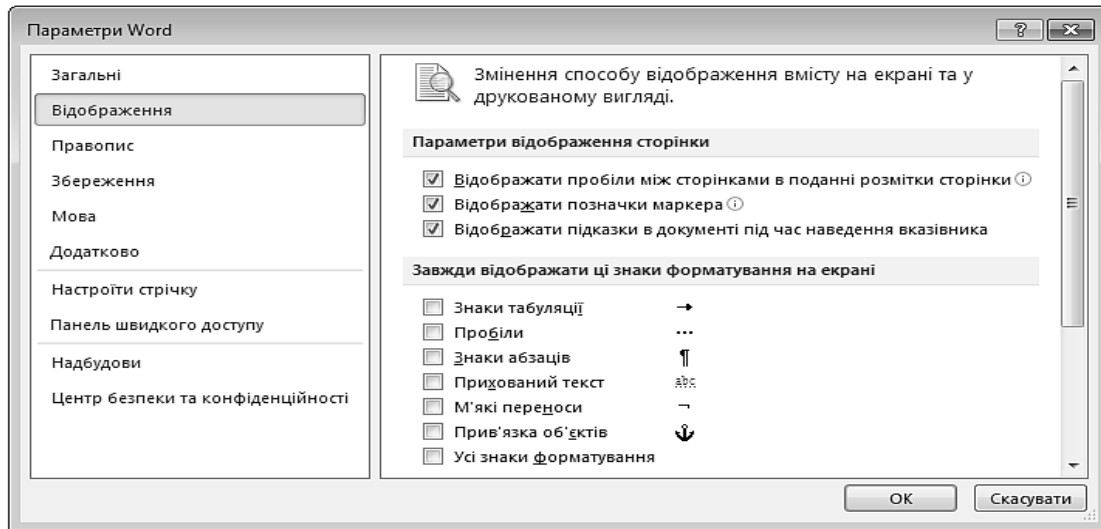 Параметри Word
Загальні
Відображення
Правопис
Збереження
Мова
Додатково
Настроїти стрічку
Панель швидкого доступу
Надбудови
Центр безпеки та конфіденційності
Змінення способу відображення вмісту на екрані та у
друкованому вигляді.
Параметри відображення сторінки
Відображати пробіли між сторінками в поданні розмітки сторінки
Відображати позначки маркера
Відображати підказки в документі під час наведення вказівника
Завжди відображати ці знаки форматування на екрані
Знаки табуляції →
Пробіли ···
Знаки абзаців ¶
Прихований текст abc
М'які переноси ¬
Прив'язка об'єктів ⚓
Усі знаки форматування
ОК Скасувати